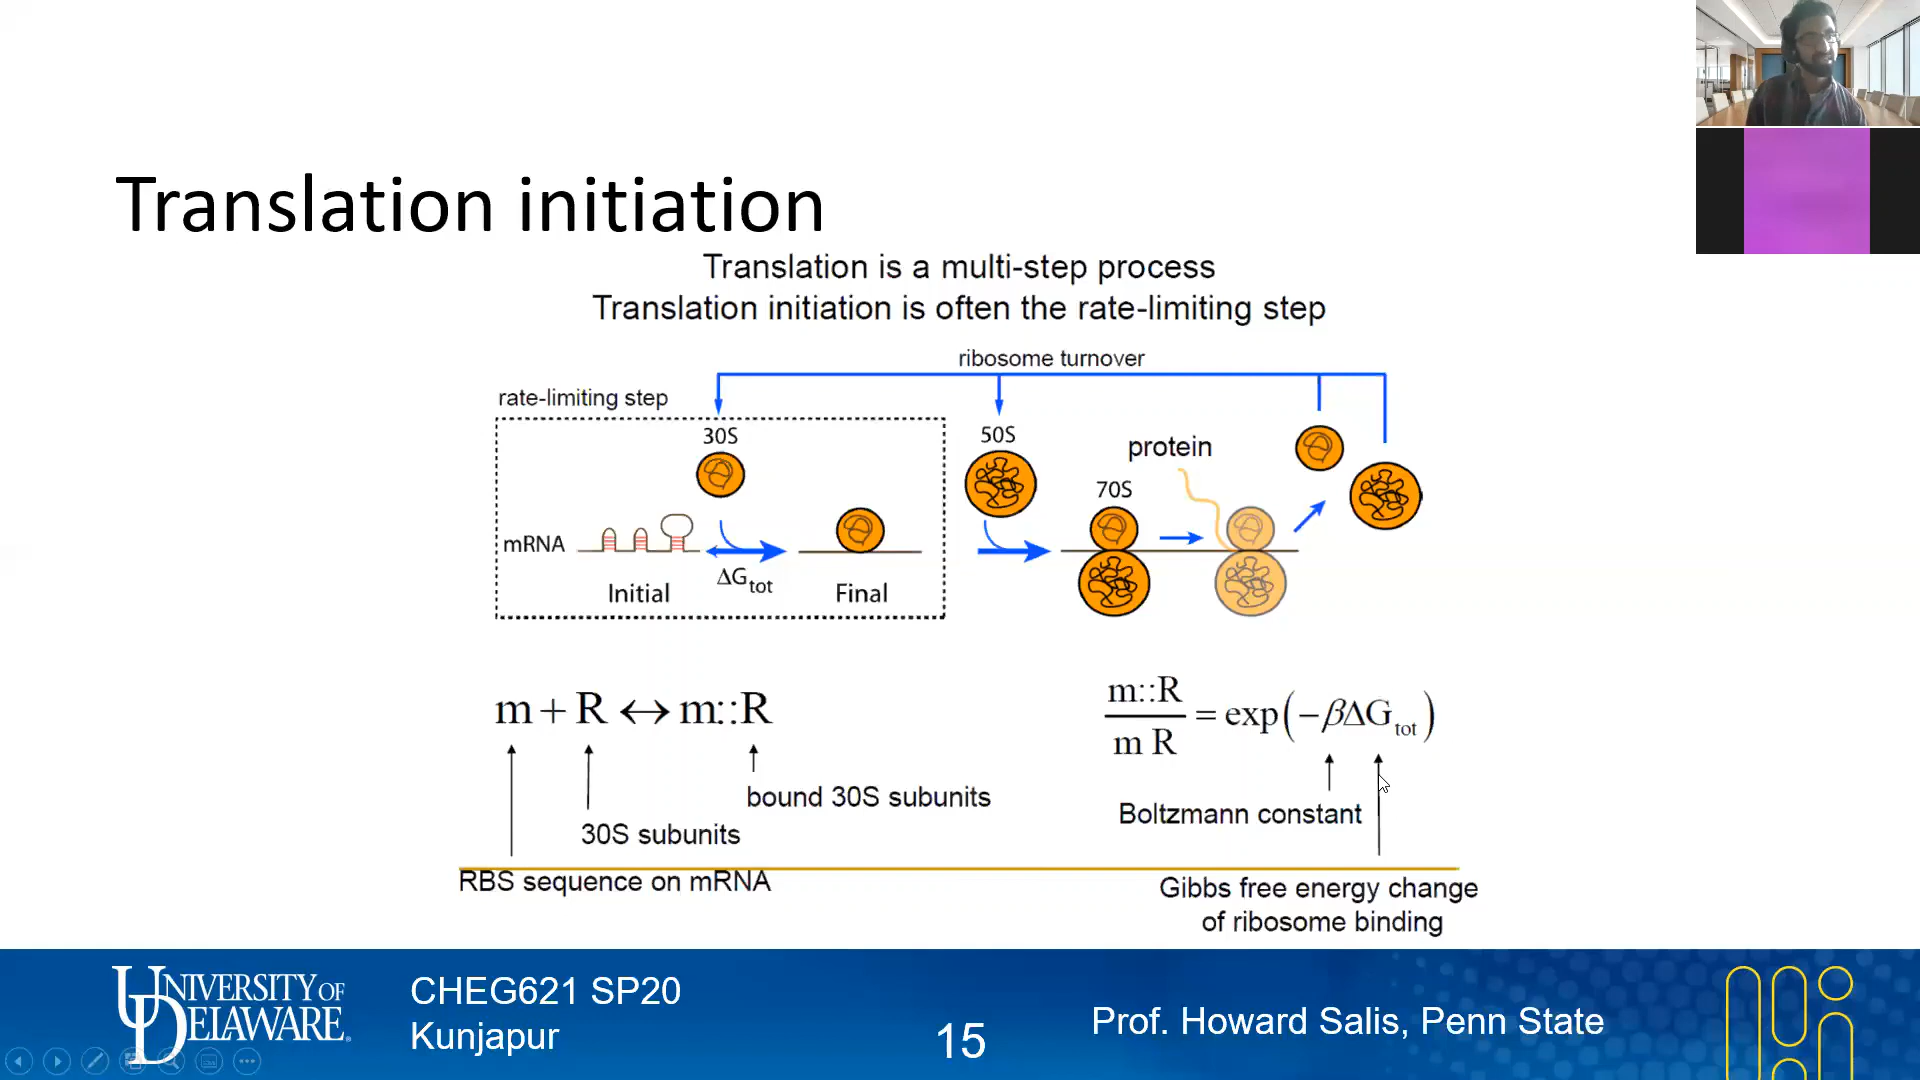 Translation initiation
Translation is a multi-step process
Translation initiation is often the rate-limiting step
ribosome turnover
rate-limiting step
30S
50S
protein
70S
mRNA
ΔGtot
Initial
Final
m + R ↔ m::R
m::R
m R
= exp(−βΔGtot)
bound 30S subunits
30S subunits
RBS sequence on mRNA
Boltzmann constant
Gibbs free energy change
of ribosome binding
UNIVERSITY OF
DELAWARE.
CHEG621 SP20
Kunjapur
15
Prof. Howard Salis, Penn State